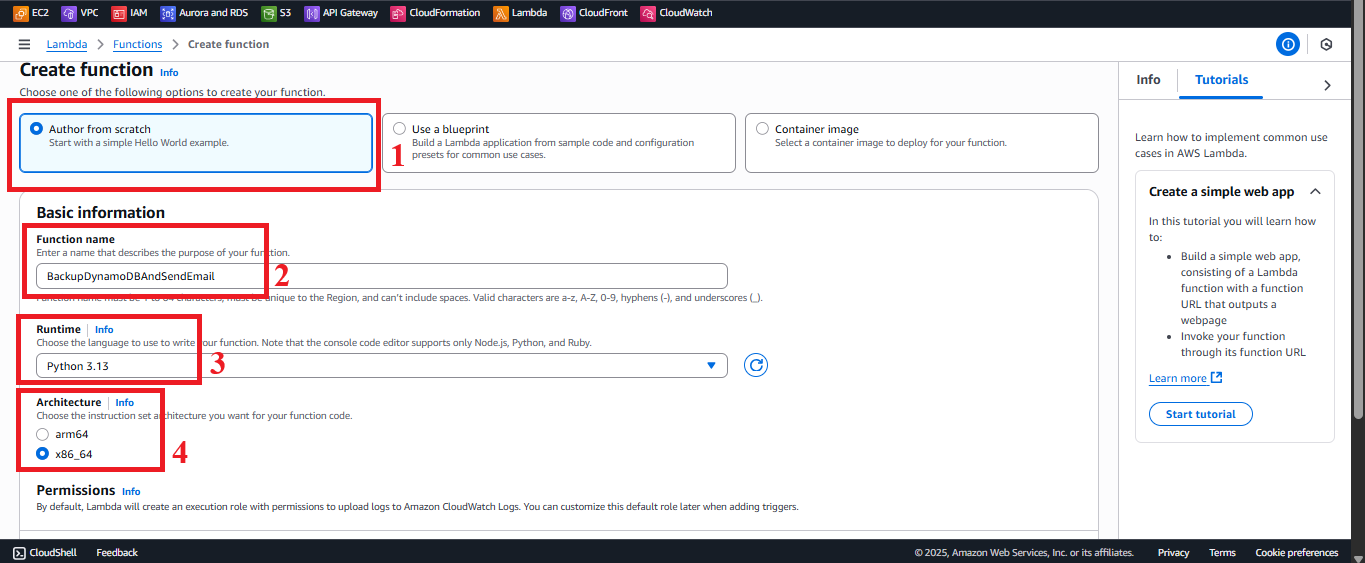 EC2 VPC IAM Aurora and RDS S3 API Gateway CloudFormation Lambda CloudFront CloudWatch
Lambda > Functions > Create function
Create function Info
Choose one of the following options to create your function.
Author from scratch
Start with a simple Hello World example.
1
Use a blueprint
Build a Lambda application from sample code and configuration
presets for common use cases.
Container image
Select a container image to deploy for your function.
Basic information
Function name
Enter a name that describes the purpose of your function.
BackupDynamoDBAndSendEmail
2
Function name must be 1 to 64 characters, must be unique to the Region, and can't include spaces. Valid characters are a-z, A-Z, 0-9, hyphens (-), and underscores (_).
Runtime Info
Choose the language to use to write your function. Note that the console code editor supports only Node.js, Python, and Ruby.
Python 3.13
3
Architecture Info
Choose the instruction set architecture you want for your function code.
arm64
x86_64
4
Permissions Info
By default, Lambda will create an execution role with permissions to upload logs to Amazon CloudWatch Logs. You can customize this default role later when adding triggers.
Info Tutorials
Learn how to implement common use
cases in AWS Lambda.
Create a simple web app
In this tutorial you will learn how
to:
• Build a simple web app,
consisting of a Lambda
function with a function
URL that outputs a
webpage
• Invoke your function
through its function URL
Learn more
Start tutorial
CloudShell Feedback © 2025, Amazon Web Services, Inc. or its affiliates. Privacy Terms Cookie preferences